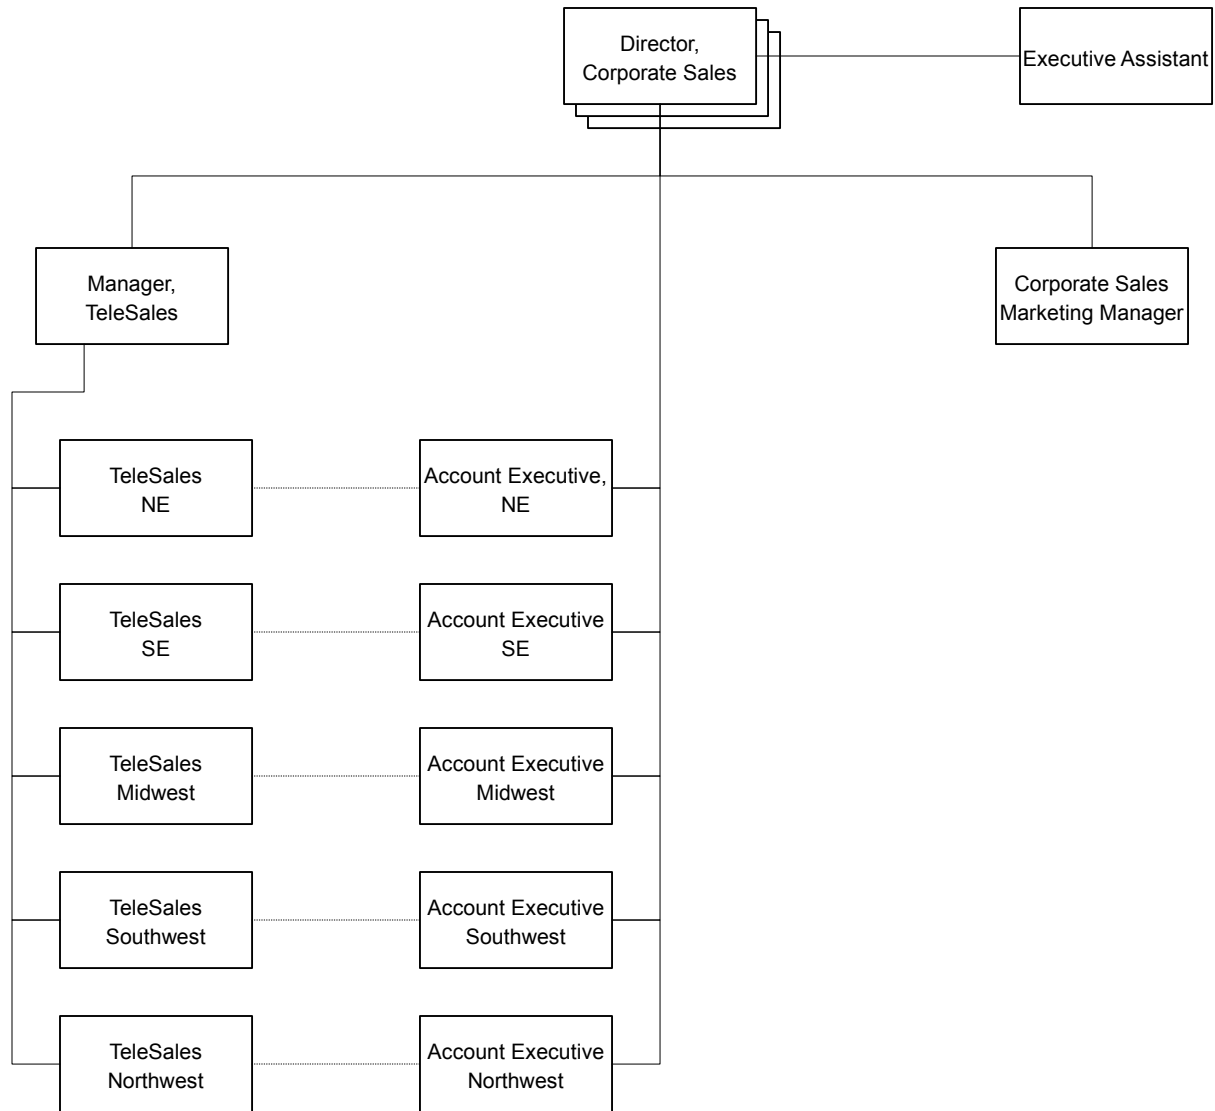 Director,
Corporate Sales
Executive Assistant
Manager,
TeleSales
Corporate Sales
Marketing Manager
TeleSales
NE
Account Executive,
NE
TeleSales
SE
Account Executive
SE
TeleSales
Midwest
Account Executive
Midwest
TeleSales
Southwest
Account Executive
Southwest
TeleSales
Northwest
Account Executive
Northwest